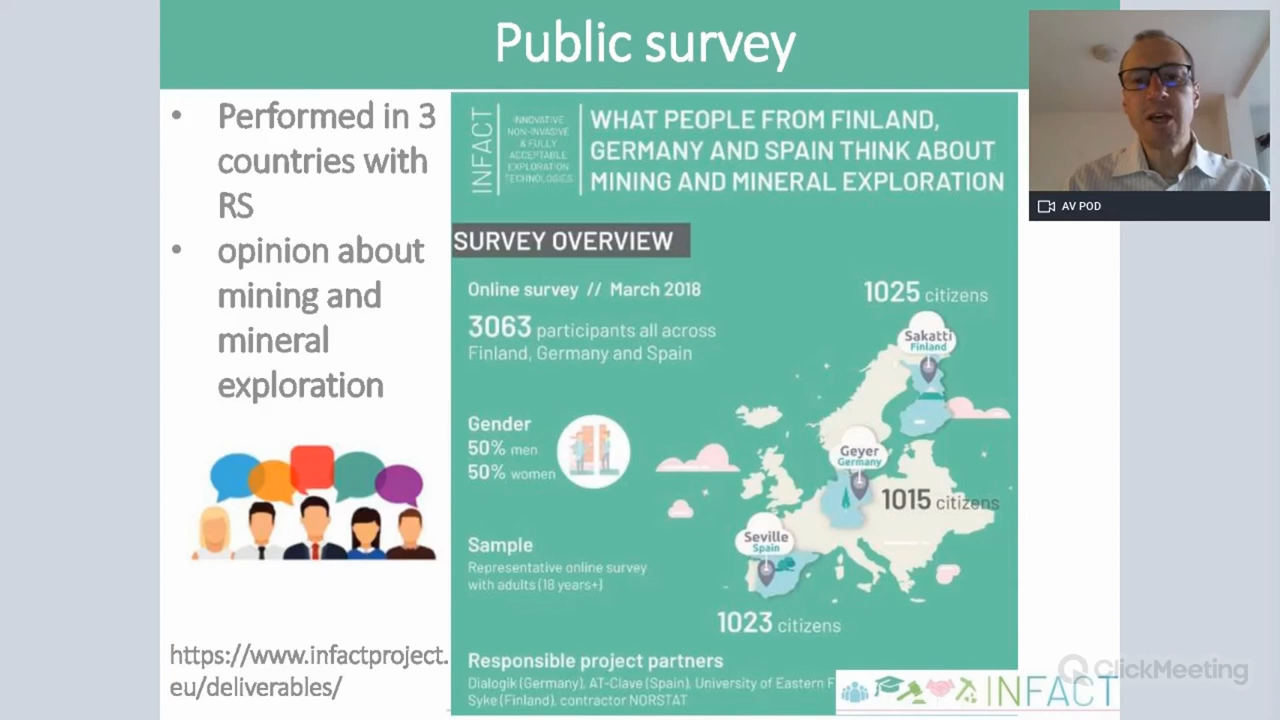 Public survey
• Performed in 3
countries with
RS
• opinion about
mining and
mineral
exploration
https://www.infactproject.
eu/deliverables/
INFACT
INNOVATIVE
NON-INVASIVE
& FULLY
ACCEPTABLE
EXPLORATION
TECHNOLOGIES
WHAT PEOPLE FROM FINLAND,
GERMANY AND SPAIN THINK ABOUT
MINING AND MINERAL EXPLORATION
SURVEY OVERVIEW
Online survey // March 2018
3063 participants all across
Finland, Germany and Spain
Gender
50% men
50% women
Sample
Representative online survey
with adults (18 years+)
1025 citizens
Sakatti
Finland
Geyer
Germany
1015 citizens
Seville
Spain
1023 citizens
Responsible project partners
Dialogik (Germany), AT-Clave (Spain), University of Eastern F
Syke (Finland), contractor NORSTAT
INFACT
AV POD
ClickMeeting